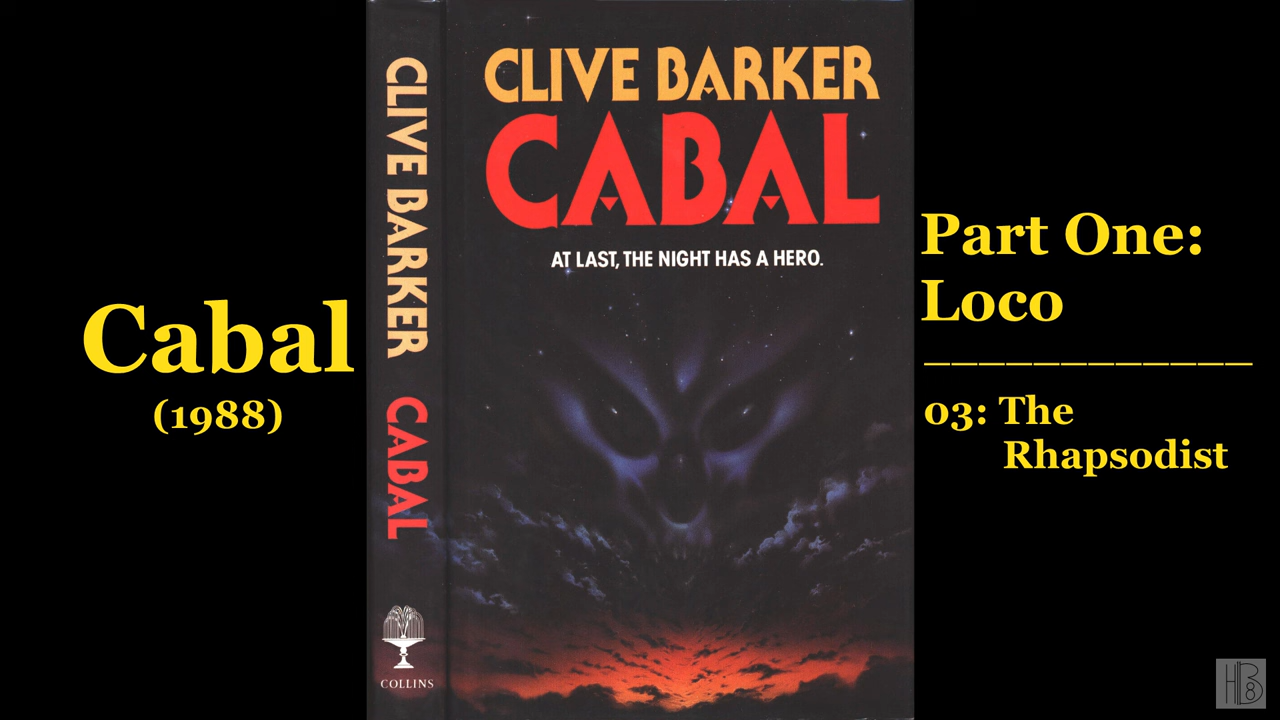 Cabal
(1988)
CLIVE BARKER CABAL
COLLINS
CLIVE BARKER
CABAL
AT LAST, THE NIGHT HAS A HERO.
Part One:
Loco
03: The
Rhapsodist